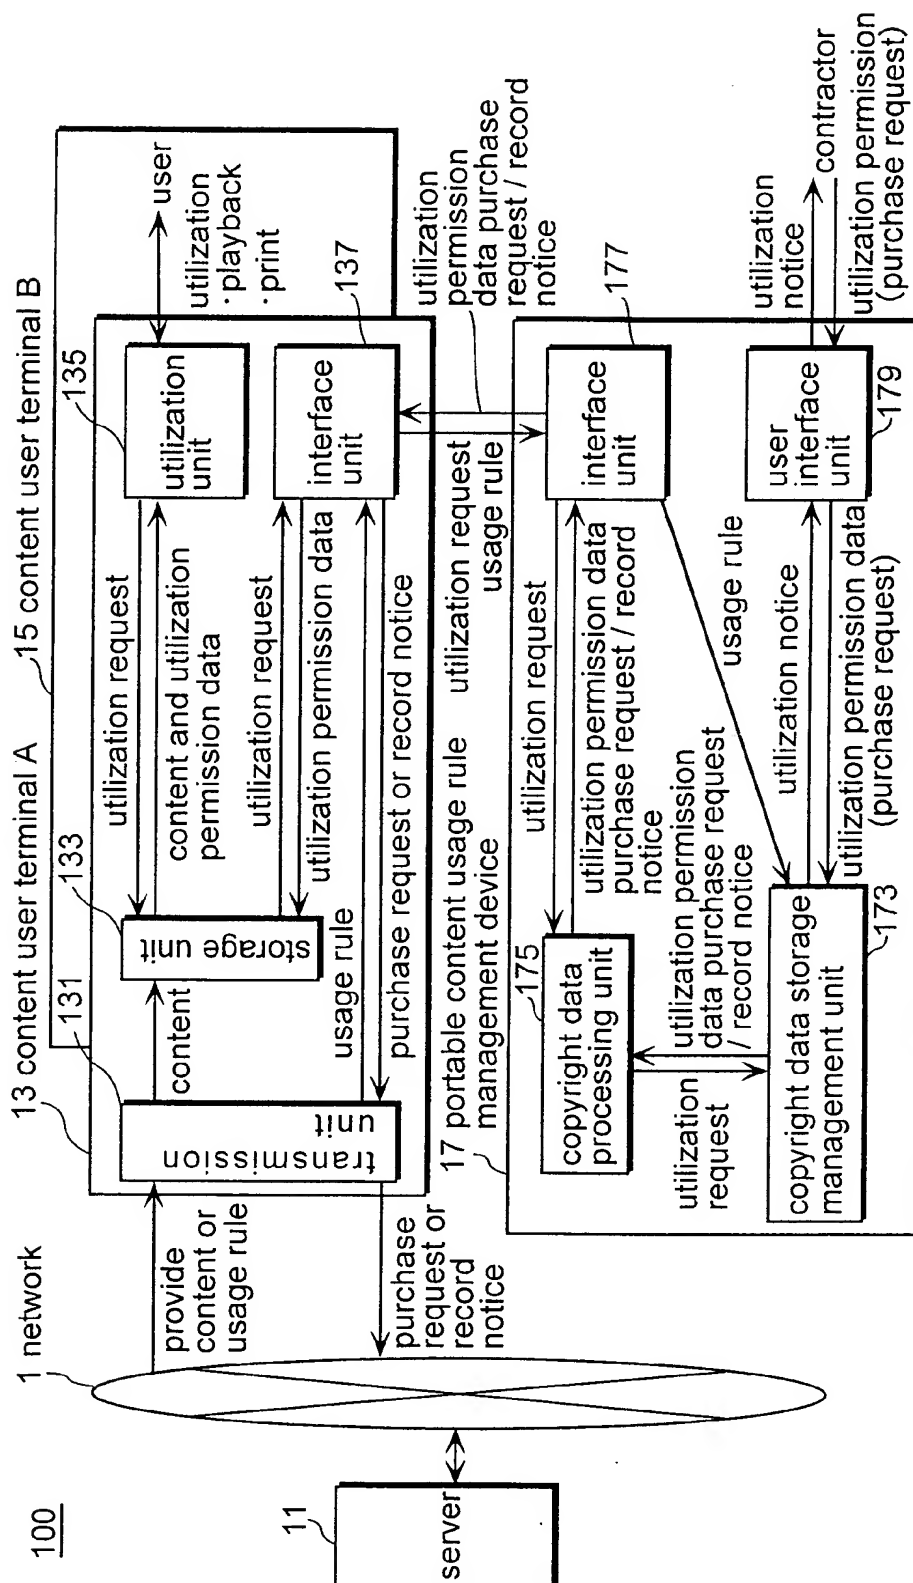 100
11
server
1 network
provide
content or
usage rule
purchase
request or
record
notice
13 content user terminal A
15 content user terminal B
131
transmission
unit
content
133
storage unit
utilization request
content and utilization
permission data
135
utilization
unit
user
utilization
·playback
·print
utilization request
utilization permission data
usage rule
purchase request or record notice
interface
unit
137
utilization request
usage rule
utilization
permission
data purchase
request / record
notice
17 portable content usage rule
management device
175
copyright data
processing unit
utilization request
utilization permission data
purchase request / record
notice
interface
unit
177
utilization
request
utilization permission
data purchase request
/ record notice
usage rule
copyright data storage
management unit
173
utilization notice
utilization permission data
(purchase request)
user
interface
unit
179
utilization
notice
contractor
utilization permission
(purchase request)